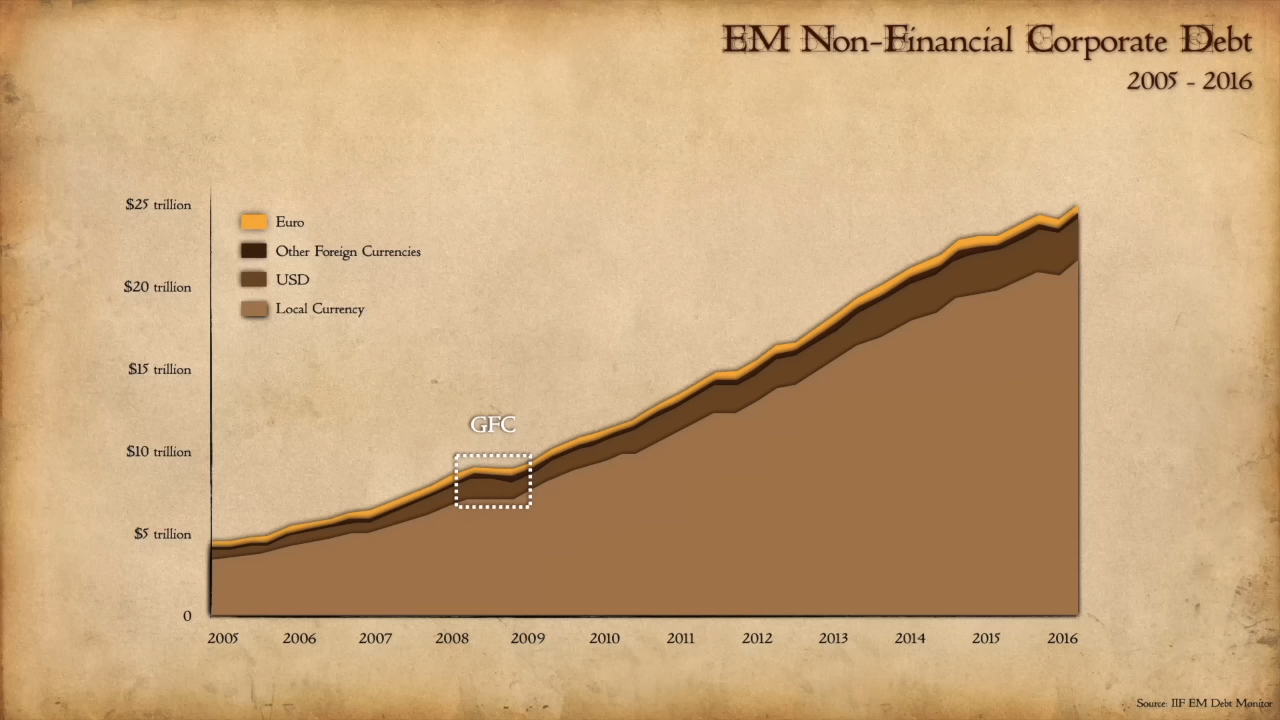 EM Non-Financial Corporate Debt
2005 - 2016
$25 trillion
$20 trillion
$15 trillion
$10 trillion
$5 trillion
0
Euro
Other Foreign Currencies
USD
Local Currency
GFC
2005 2006 2007 2008 2009 2010 2011 2012 2013 2014 2015 2016
Source: IIF EM Debt Monitor